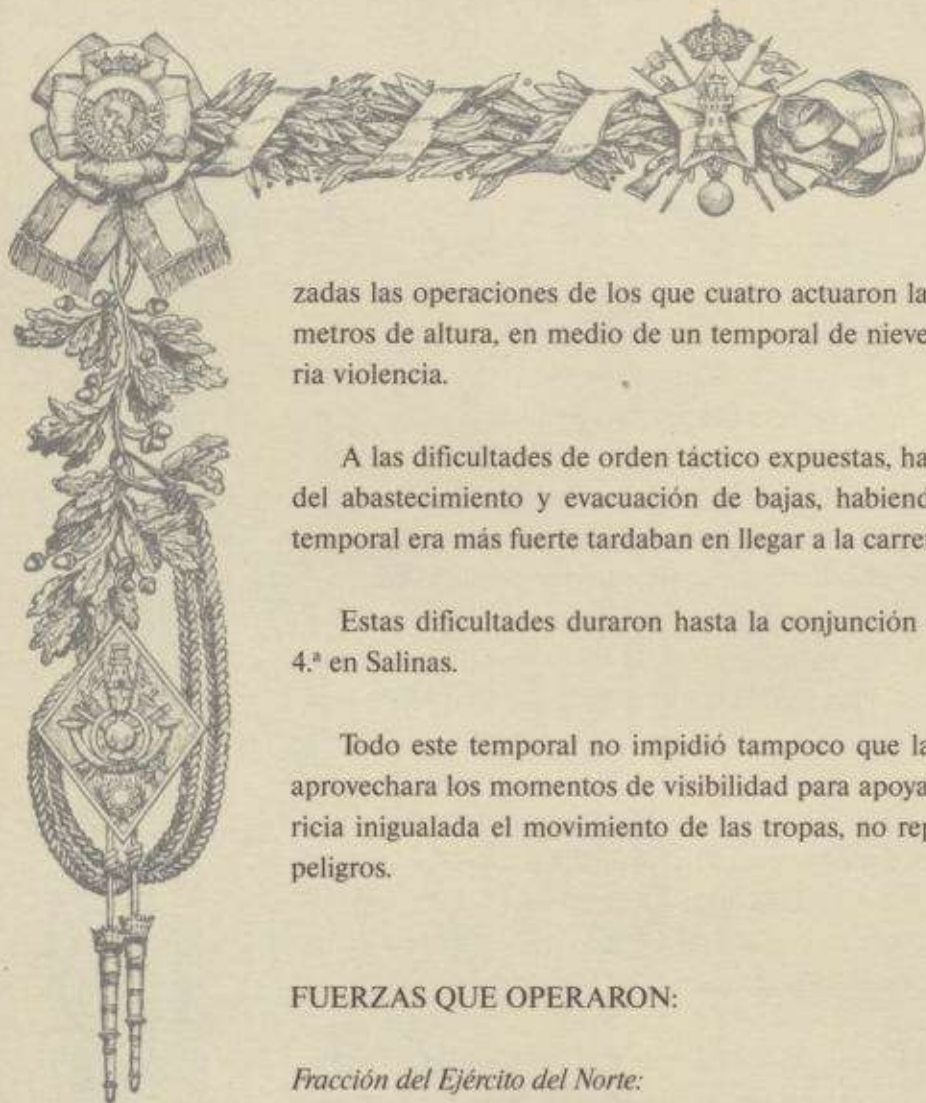 zadas las operaciones de los que cuatro actuaron la
metros de altura, en medio de un temporal de nieve
ria violencia.
A las dificultades de orden táctico expuestas, ha
del abastecimiento y evacuación de bajas, habiend
temporal era más fuerte tardaban en llegar a la carre
Estas dificultades duraron hasta la conjunción
4.ª en Salinas.
Todo este temporal no impidió tampoco que la
aprovechara los momentos de visibilidad para apoya
ricia inigualada el movimiento de las tropas, no rep
peligros.
FUERZAS QUE OPERARON:
Fracción del Ejército del Norte: